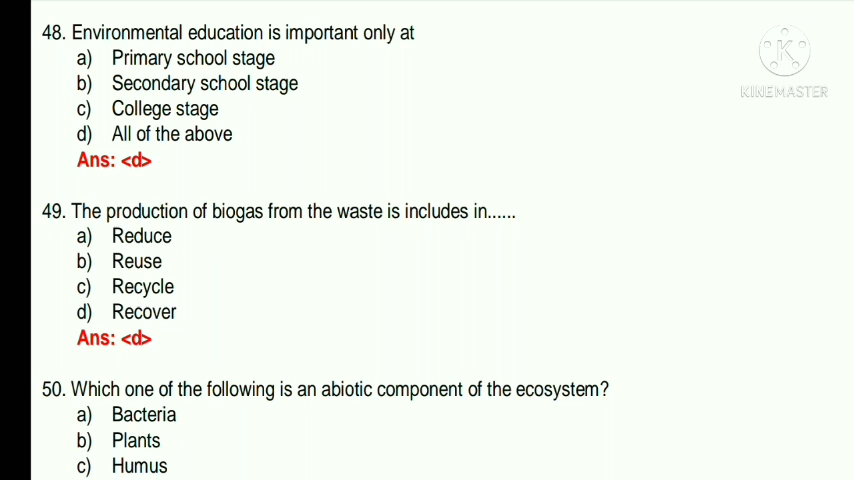 48. Environmental education is important only at
a) Primary school stage
b) Secondary school stage
c) College stage
d) All of the above
Ans: <d>
49. The production of biogas from the waste is includes in......
a) Reduce
b) Reuse
c) Recycle
d) Recover
Ans: <d>
50. Which one of the following is an abiotic component of the ecosystem?
a) Bacteria
b) Plants
c) Humus
K
KINEMASTER